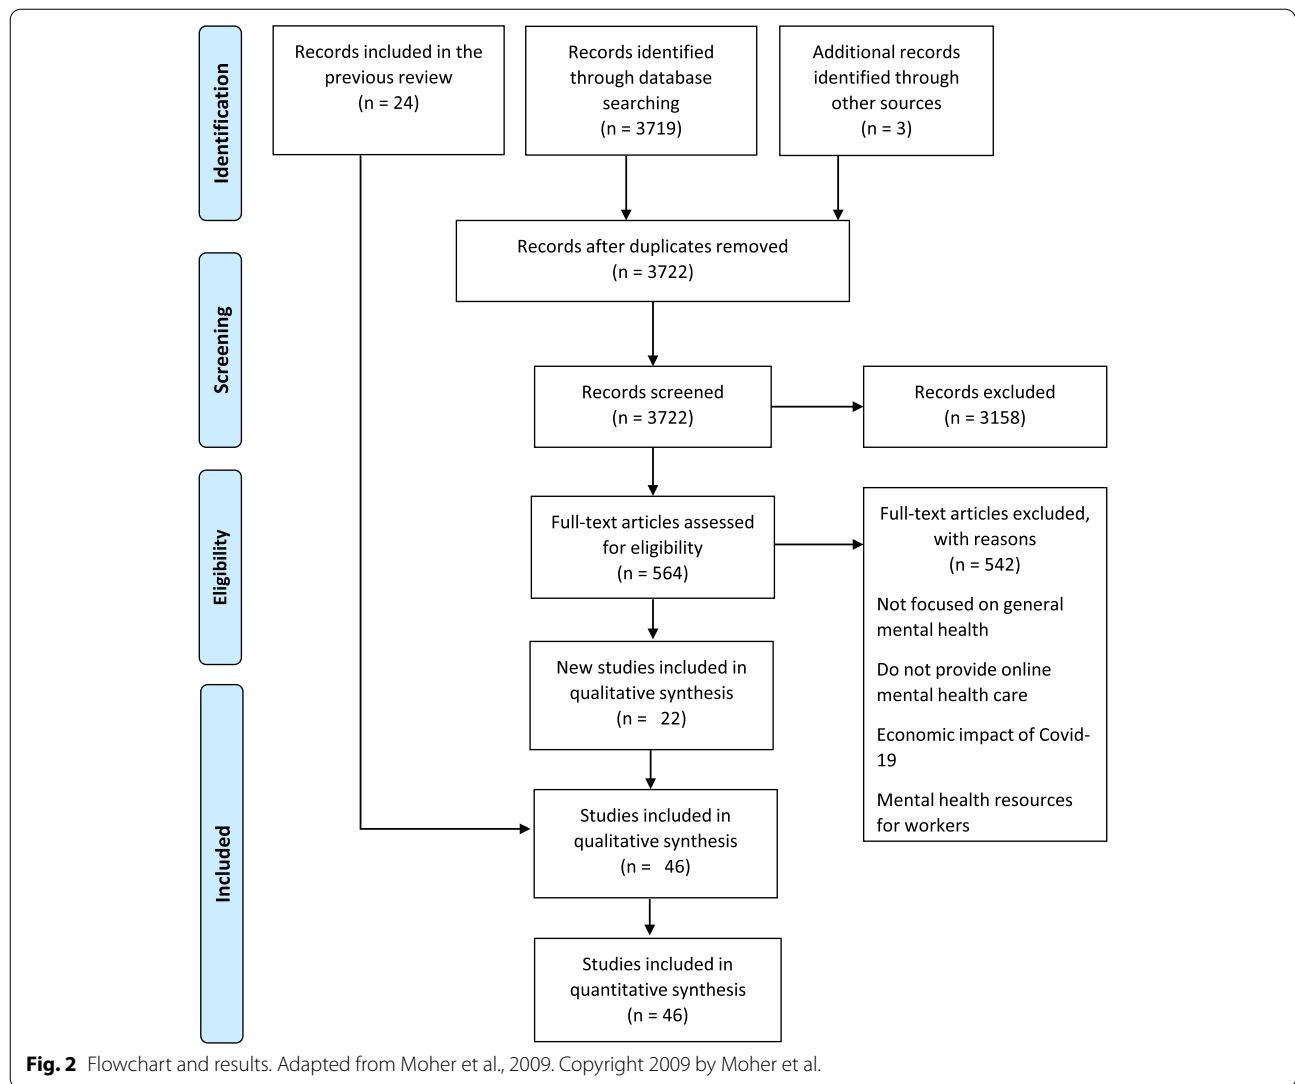 Identification
Records included in the
previous review
(n = 24)
Records identified
through database
searching
(n = 3719)
Additional records
identified through
other sources
(n = 3)
Records after duplicates removed
(n = 3722)
Screening
Records screened
(n = 3722)
Records excluded
(n = 3158)
Eligibility
Full-text articles assessed
for eligibility
(n = 564)
Full-text articles excluded,
with reasons
(n = 542)
Not focused on general
mental health
Do not provide online
mental health care
Economic impact of Covid-
19
Mental health resources
for workers
New studies included in
qualitative synthesis
(n =   22)
Included
Studies included in
qualitative synthesis
(n =   46)
Studies included in
quantitative synthesis
(n = 46)
Fig. 2 Flowchart and results. Adapted from Moher et al., 2009. Copyright 2009 by Moher et al.